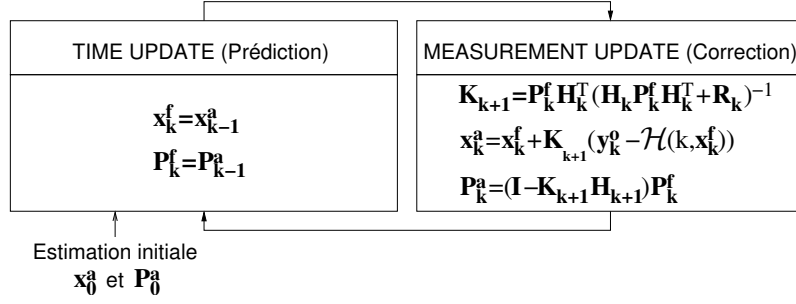 TIME UPDATE (Prédiction)
x_k^f=x_{k−1}^a
P_k^f=P_{k−1}^a
MEASUREMENT UPDATE (Correction)
K_{k+1}=P_k^f H_k^T(H_k P_k^f H_k^T+R_k)^{−1}
x_k^a=x_k^f+K_{k+1}(y_k^o−ℋ(k,x_k^f))
P_k^a=(I−K_{k+1}H_{k+1})P_k^f
Estimation initiale
x_0^a et P_0^a